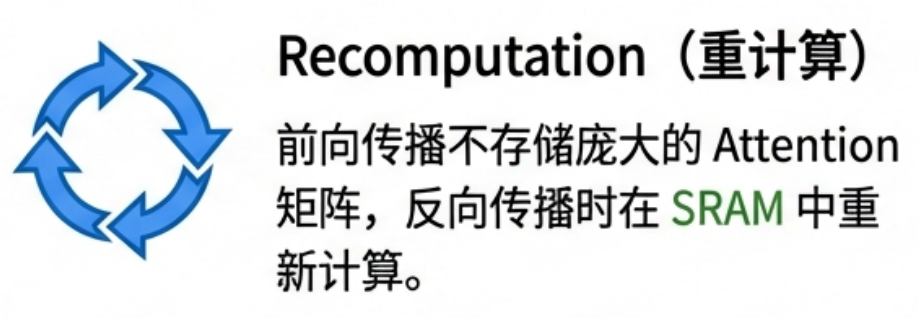 Recomputation（重计算）
前向传播不存储庞大的 Attention
矩阵，反向传播时在 SRAM 中重
新计算。